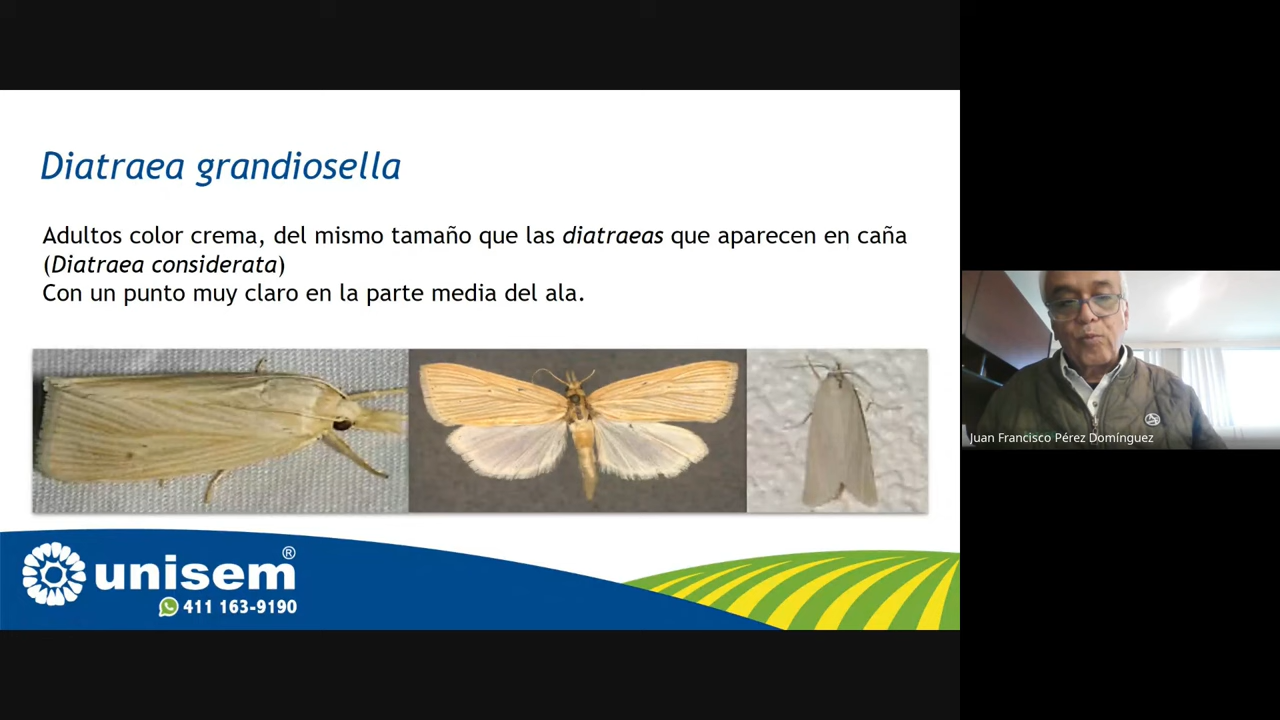 Diatraea grandiosella
Adultos color crema, del mismo tamaño que las diatraeas que aparecen en caña
(Diatraea considerata)
Con un punto muy claro en la parte media del ala.
unisem®
411 163-9190
Juan Francisco Pérez Domínguez